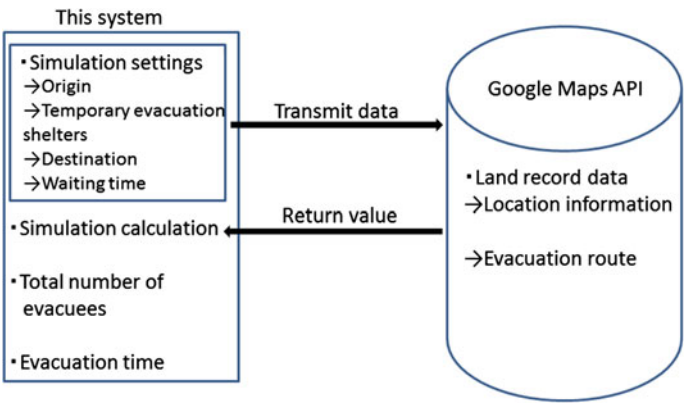 This system
・Simulation settings
→Origin
→Temporary evacuation
shelters
→Destination
→Waiting time
・Simulation calculation
・Total number of
evacuees
・Evacuation time
Transmit data
Return value
Google Maps API
・Land record data
→Location information
→Evacuation route